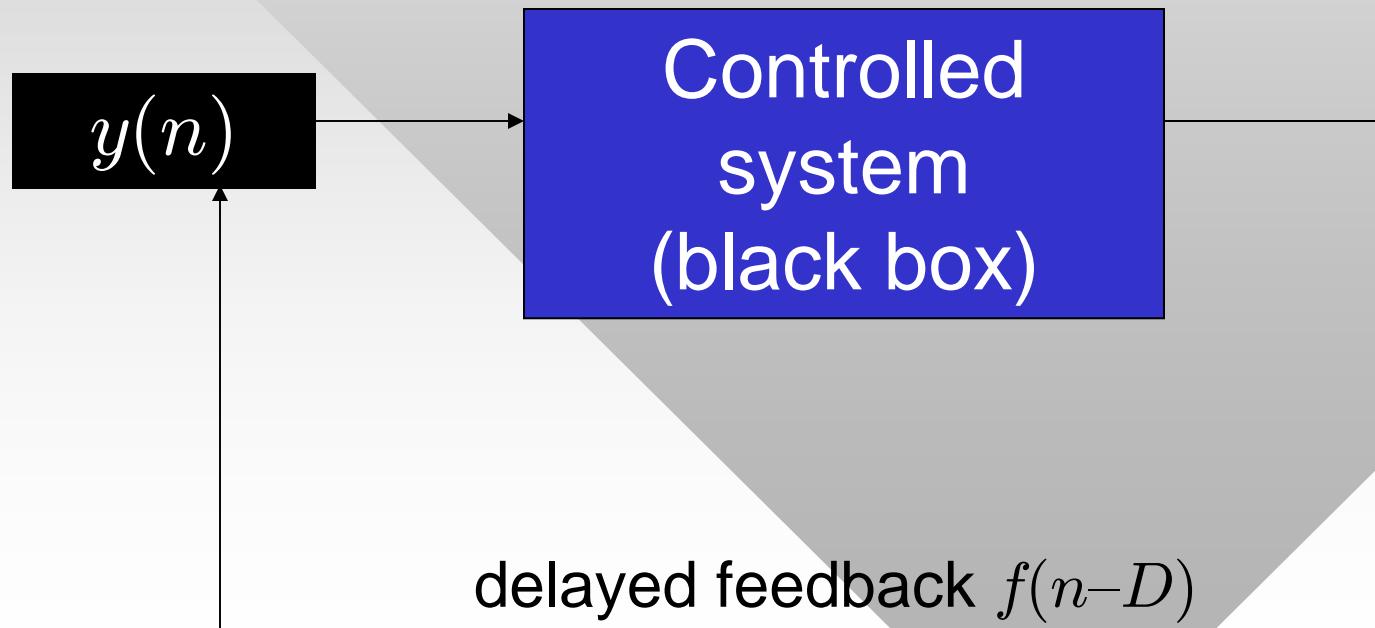 y(n)
Controlled
system
(black box)
delayed feedback f(n–D)